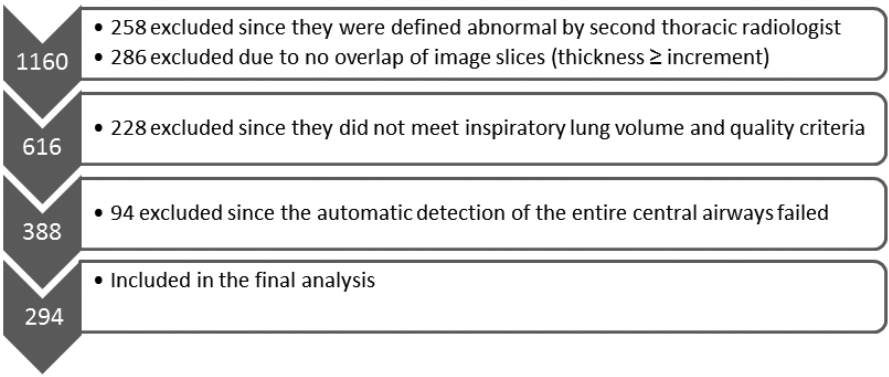 1160
• 258 excluded since they were defined abnormal by second thoracic radiologist
• 286 excluded due to no overlap of image slices (thickness ≥ increment)
616
• 228 excluded since they did not meet inspiratory lung volume and quality criteria
388
• 94 excluded since the automatic detection of the entire central airways failed
294
• Included in the final analysis